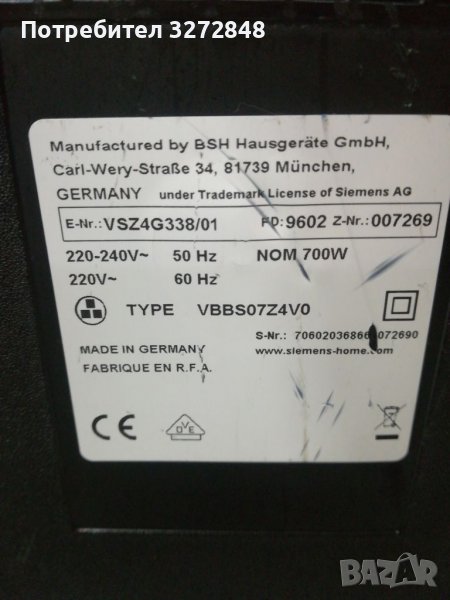 Потребител 3272848
Manufactured by BSH Hausgeräte GmbH,
Carl-Wery-Straße 34, 81739 München,
GERMANY under Trademark License of Siemens AG
E-Nr.: VSZ4G338/01 FD: 9602 Z-Nr.: 007269
220-240V~ 50 Hz NOM 700W
220V~ 60 Hz
TYPE VBBS07Z4V0
S-Nr.:
MADE IN GERMANY www.siemens-home.com
FABRIQUE EN R.F.A.
CE OVE
BAZAR